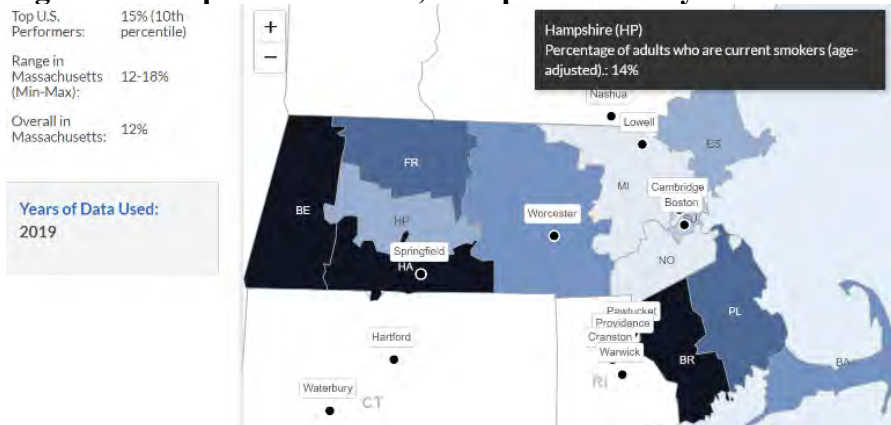 Top U.S.
Performers:
15% (10th
percentile)
Range in
Massachusetts
(Min-Max):
12-18%
Overall in
Massachusetts:
12%
Years of Data Used:
2019
+
−
Hampshire (HP)
Percentage of adults who are current smokers (age-
adjusted).: 14%
Nashua
Lowell
ES
FR
MI
Cambridge
Boston
BE
HP
Worcester
Springfield
HA
NO
Pawtucket
Providence
Cranston
Warwick
PL
Hartford
BR
BA
RI
Waterbury
CT